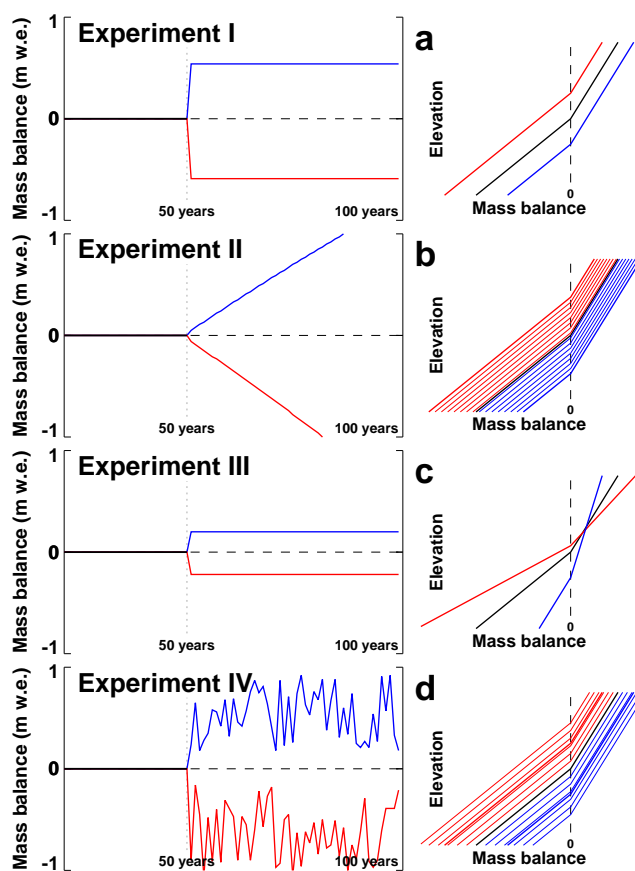 Experiment I
Mass balance (m w.e.)
1
0
-1
50 years
100 years
a
Elevation
0
Mass balance
Experiment II
Mass balance (m w.e.)
1
0
-1
50 years
100 years
b
Elevation
0
Mass balance
Experiment III
Mass balance (m w.e.)
1
0
-1
50 years
100 years
c
Elevation
0
Mass balance
Experiment IV
Mass balance (m w.e.)
1
0
-1
50 years
100 years
d
Elevation
0
Mass balance